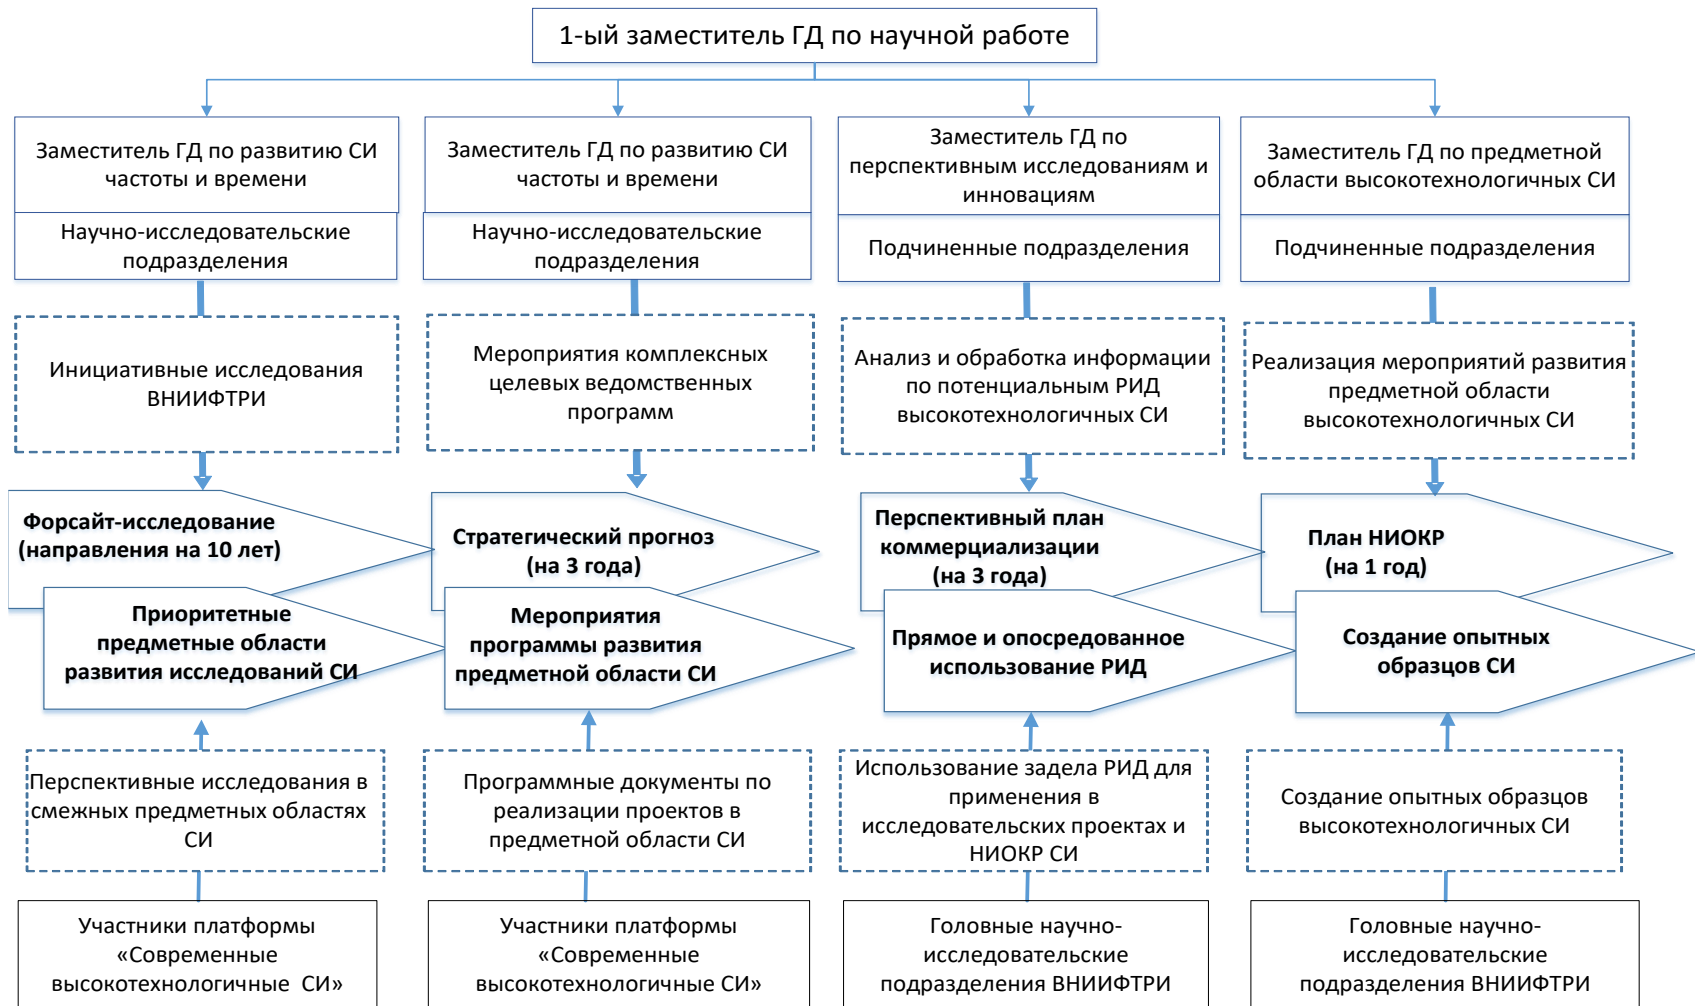 1-ый заместитель ГД по научной работе
Заместитель ГД по развитию СИ
частоты и времени
Заместитель ГД по развитию СИ
частоты и времени
Заместитель ГД по
перспективным исследованиям и
инновациям
Заместитель ГД по предметной
области высокотехнологичных СИ
Научно-исследовательские
подразделения
Научно-исследовательские
подразделения
Подчиненные подразделения
Подчиненные подразделения
Инициативные исследования
ВНИИФТРИ
Мероприятия комплексных
целевых ведомственных
программ
Анализ и обработка информации
по потенциальным РИД
высокотехнологичных СИ
Реализация мероприятий развития
предметной области
высокотехнологичных СИ
Форсайт-исследование
(направления на 10 лет)
Стратегический прогноз
(на 3 года)
Перспективный план
коммерциализации
(на 3 года)
План НИОКР
(на 1 год)
Приоритетные
предметные области
развития исследований СИ
Мероприятия
программы развития
предметной области СИ
Прямое и опосредованное
использование РИД
Создание опытных
образцов СИ
Перспективные исследования в
смежных предметных областях
СИ
Программные документы по
реализации проектов в
предметной области СИ
Использование задела РИД для
применения в
исследовательских проектах и
НИОКР СИ
Создание опытных образцов
высокотехнологичных СИ
Участники платформы
«Современные
высокотехнологичные СИ»
Участники платформы
«Современные
высокотехнологичные СИ»
Головные научно-
исследовательские
подразделения ВНИИФТРИ
Головные научно-
исследовательские
подразделения ВНИИФТРИ